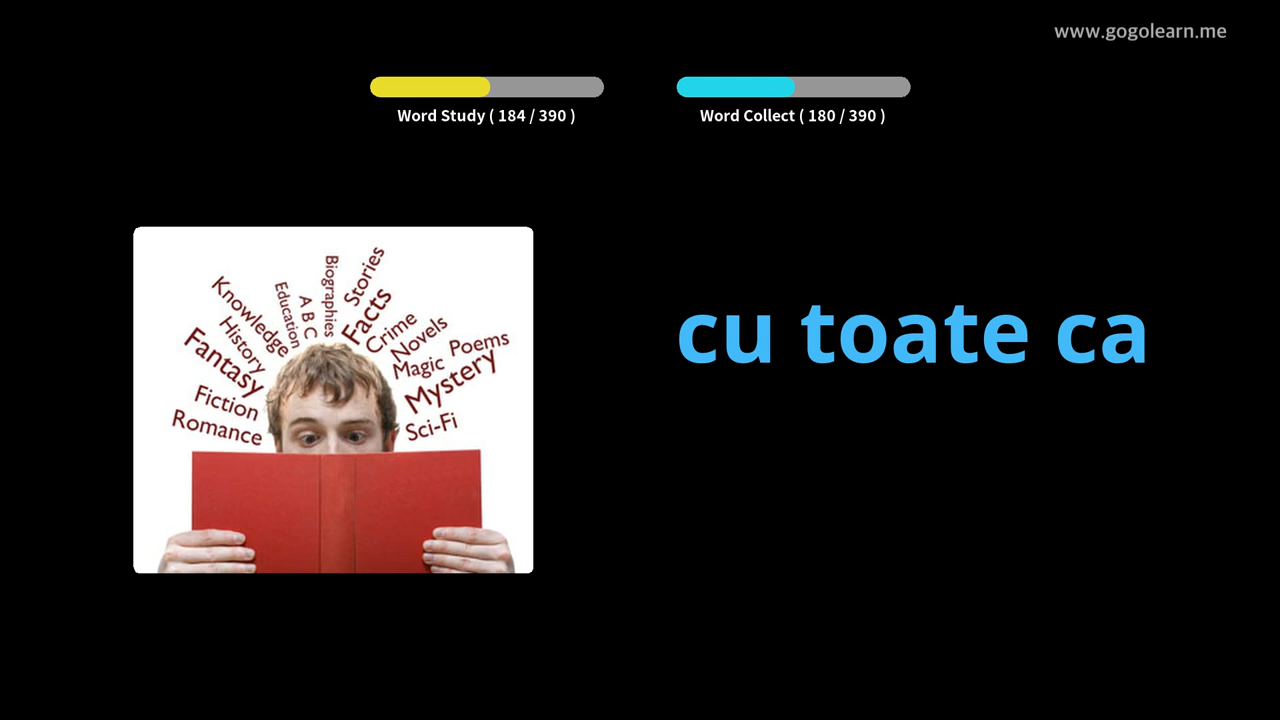 www.gogolearn.me
Word Study ( 184 / 390 )
Word Collect ( 180 / 390 )
Knowledge
History
Fantasy
Fiction
Romance
Education
A B C
Biographies
Stories
Facts
Crime
Novels
Magic
Poems
Mystery
Sci-Fi
cu toate ca